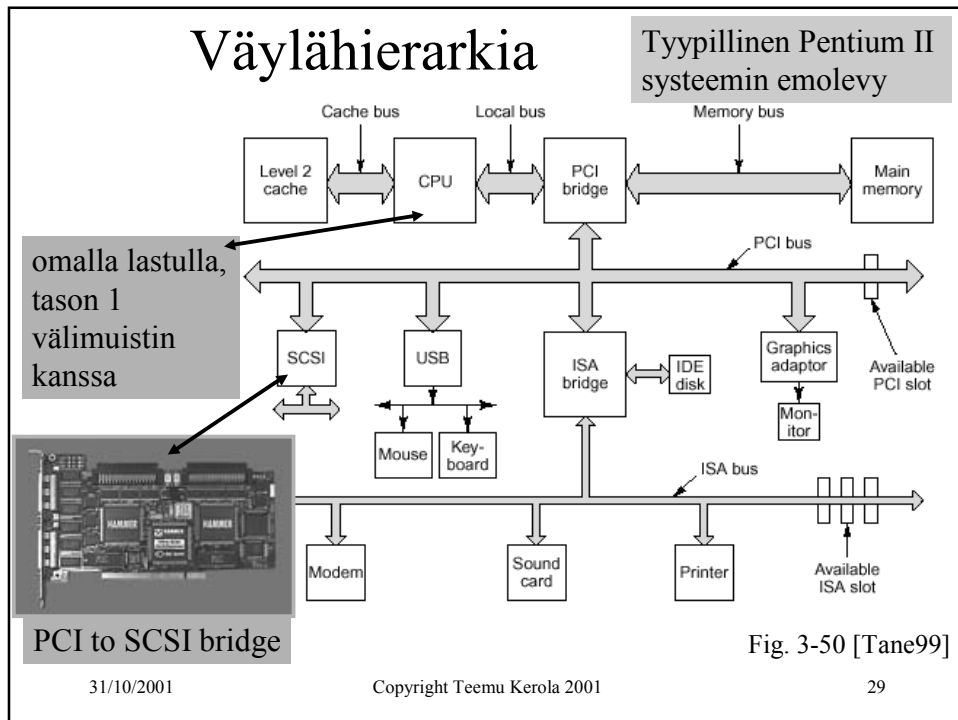 Väylähierarkia
Tyypillinen Pentium II
systeemin emolevy
Cache bus
Local bus
Memory bus
Level 2
cache
CPU
PCI
bridge
Main
memory
omalla lastulla,
tason 1
välimuistin
kanssa
PCI bus
SCSI
USB
ISA
bridge
IDE
disk
Graphics
adaptor
Available
PCI slot
Mouse
Key-
board
Mon-
itor
ISA bus
HAMMER
HAMMER
HAMMER
Modem
Sound
card
Printer
Available
ISA slot
PCI to SCSI bridge
Fig. 3-50 [Tane99]
31/10/2001
Copyright Teemu Kerola 2001
29